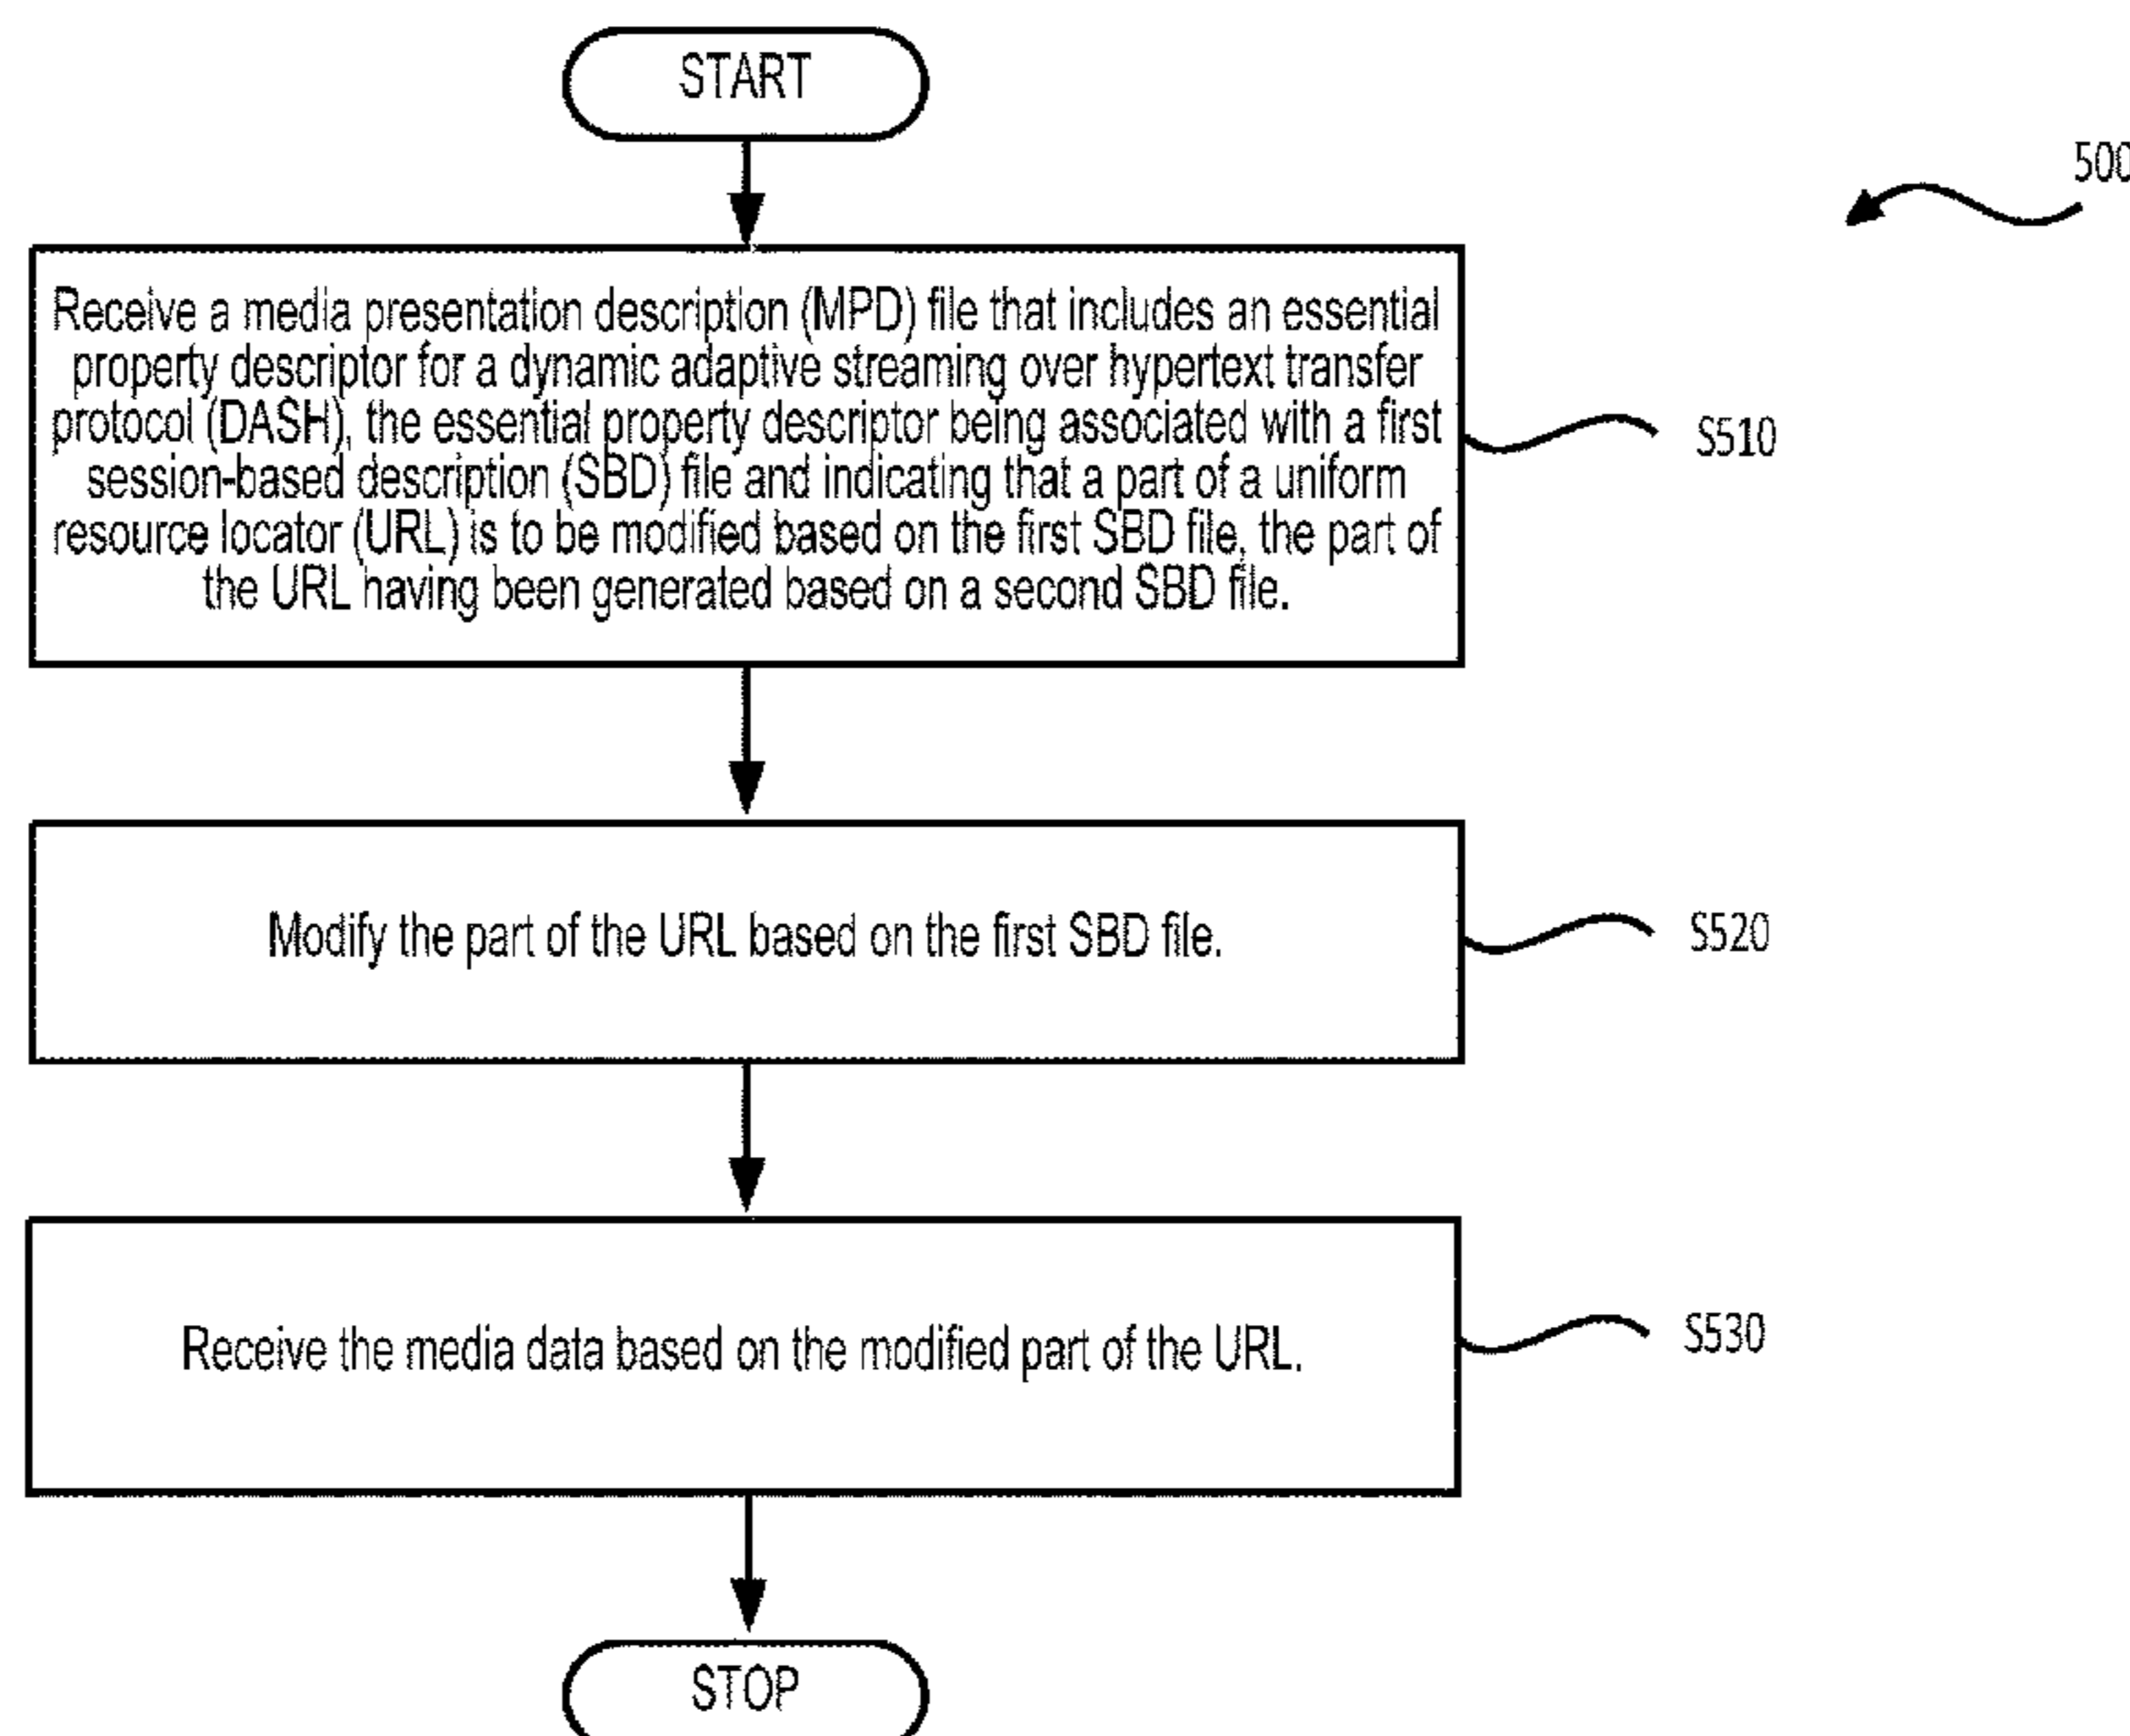 START
500
Receive a media presentation description (MPD) file that includes an essential
property descriptor for a dynamic adaptive streaming over hypertext transfer
protocol (DASH), the essential property descriptor being associated with a first
session-based description (SBD) file and indicating that a part of a uniform
resource locator (URL) is to be modified based on the first SBD file, the part of
the URL having been generated based on a second SBD file.
S510
Modify the part of the URL based on the first SBD file.
S520
Receive the media data based on the modified part of the URL.
S530
STOP